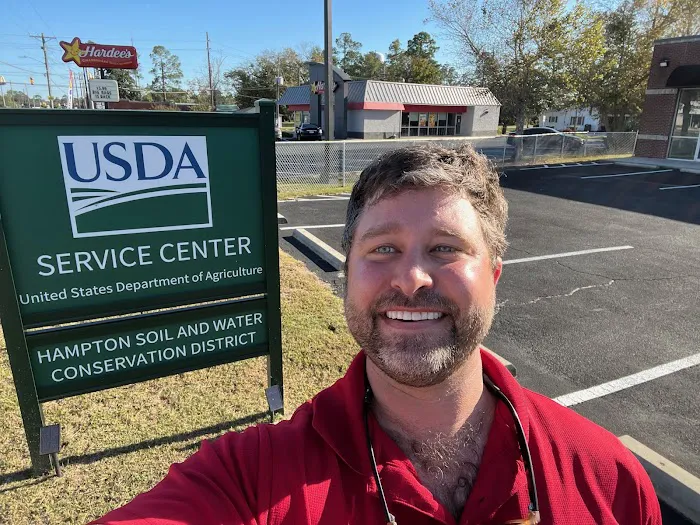 Hardee's
USDA
SERVICE CENTER
United States Department of Agriculture
HAMPTON SOIL AND WATER
CONSERVATION DISTRICT